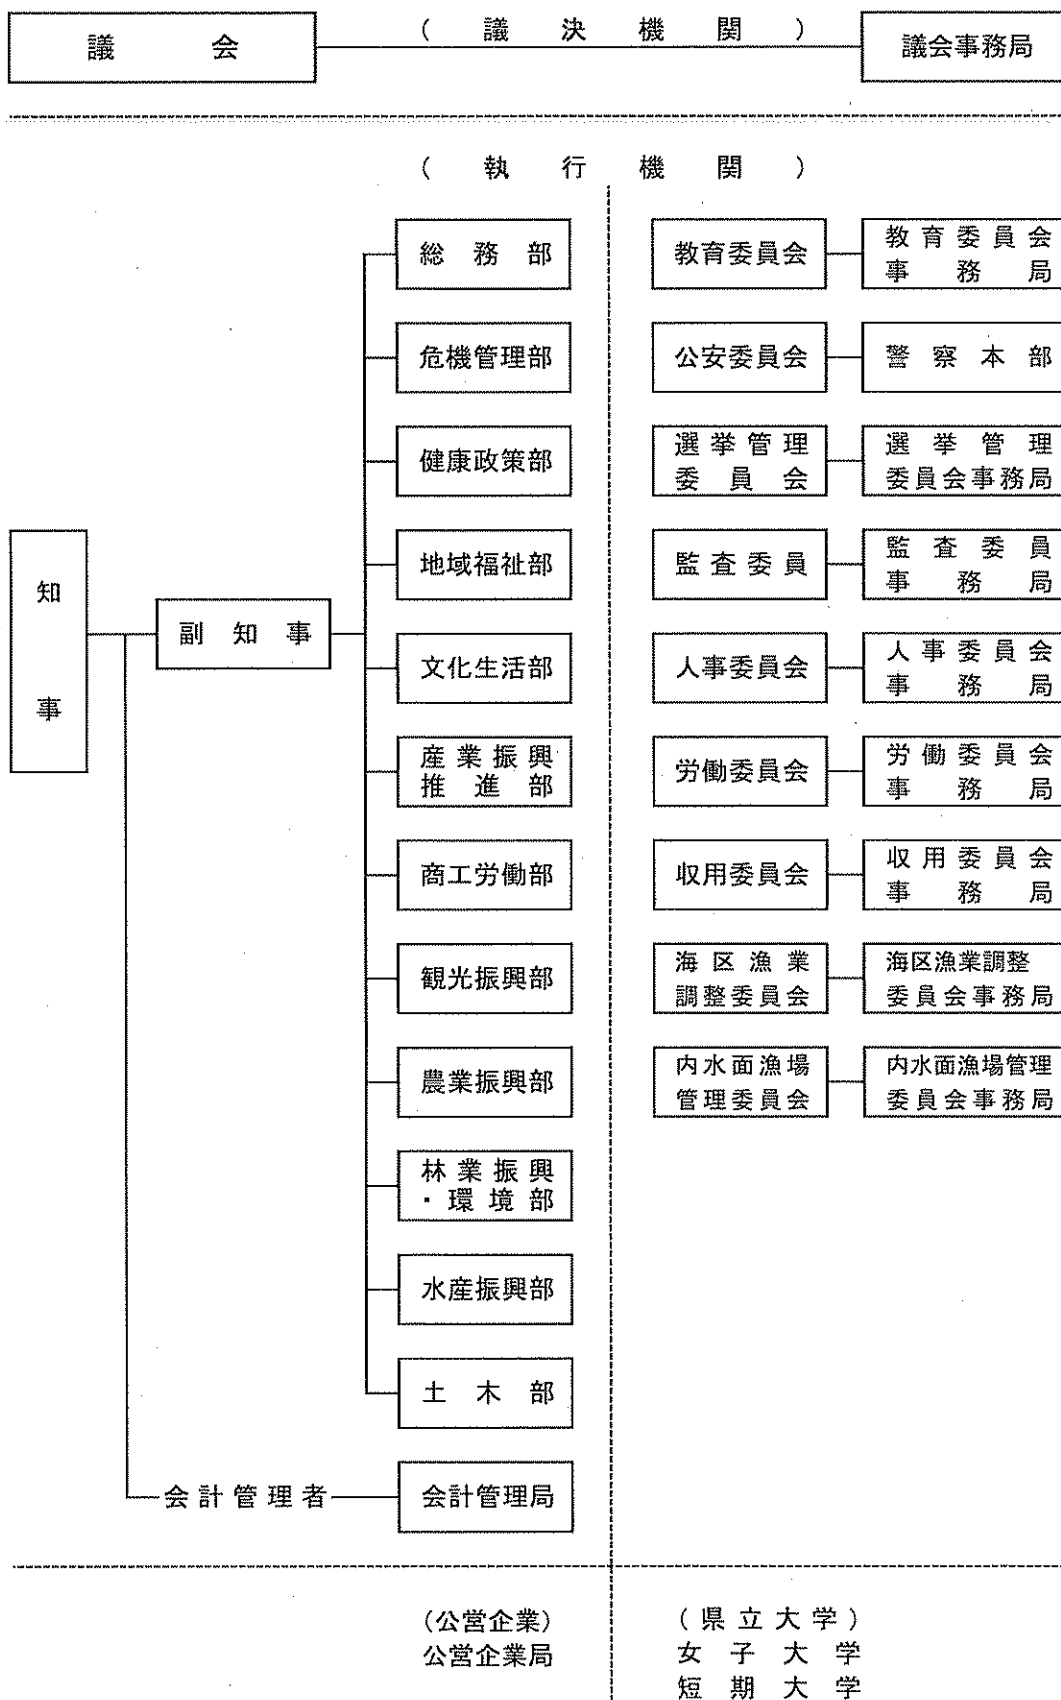 議会
(議決機関)
議会事務局
(執行機関)
知事
副知事
総務部
危機管理部
健康政策部
地域福祉部
文化生活部
産業振興
推進部
商工労働部
観光振興部
農業振興部
林業振興
・環境部
水産振興部
土木部
会計管理者
会計管理局
教育委員会
教育委員会
事務局
公安委員会
警察本部
選挙管理
委員会
選挙管理
委員会事務局
監査委員
監査委員
事務局
人事委員会
人事委員会
事務局
労働委員会
労働委員会
事務局
収用委員会
収用委員会
事務局
海区漁業
調整委員会
海区漁業調整
委員会事務局
内水面漁場
管理委員会
内水面漁場管理
委員会事務局
(公営企業)
公営企業局
(県立大学)
女子大学
短期大学